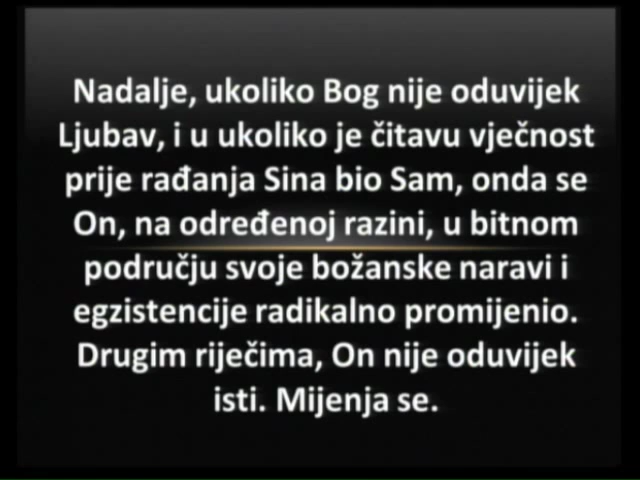 Nadalje, ukoliko Bog nije oduvijek
Ljubav, i u ukoliko je čitavu vječnost
prije rađanja Sina bio Sam, onda se
On, na određenoj razini, u bitnom
području svoje božanske naravi i
egzistencije radikalno promijenio.
Drugim riječima, On nije oduvijek
isti. Mijenja se.